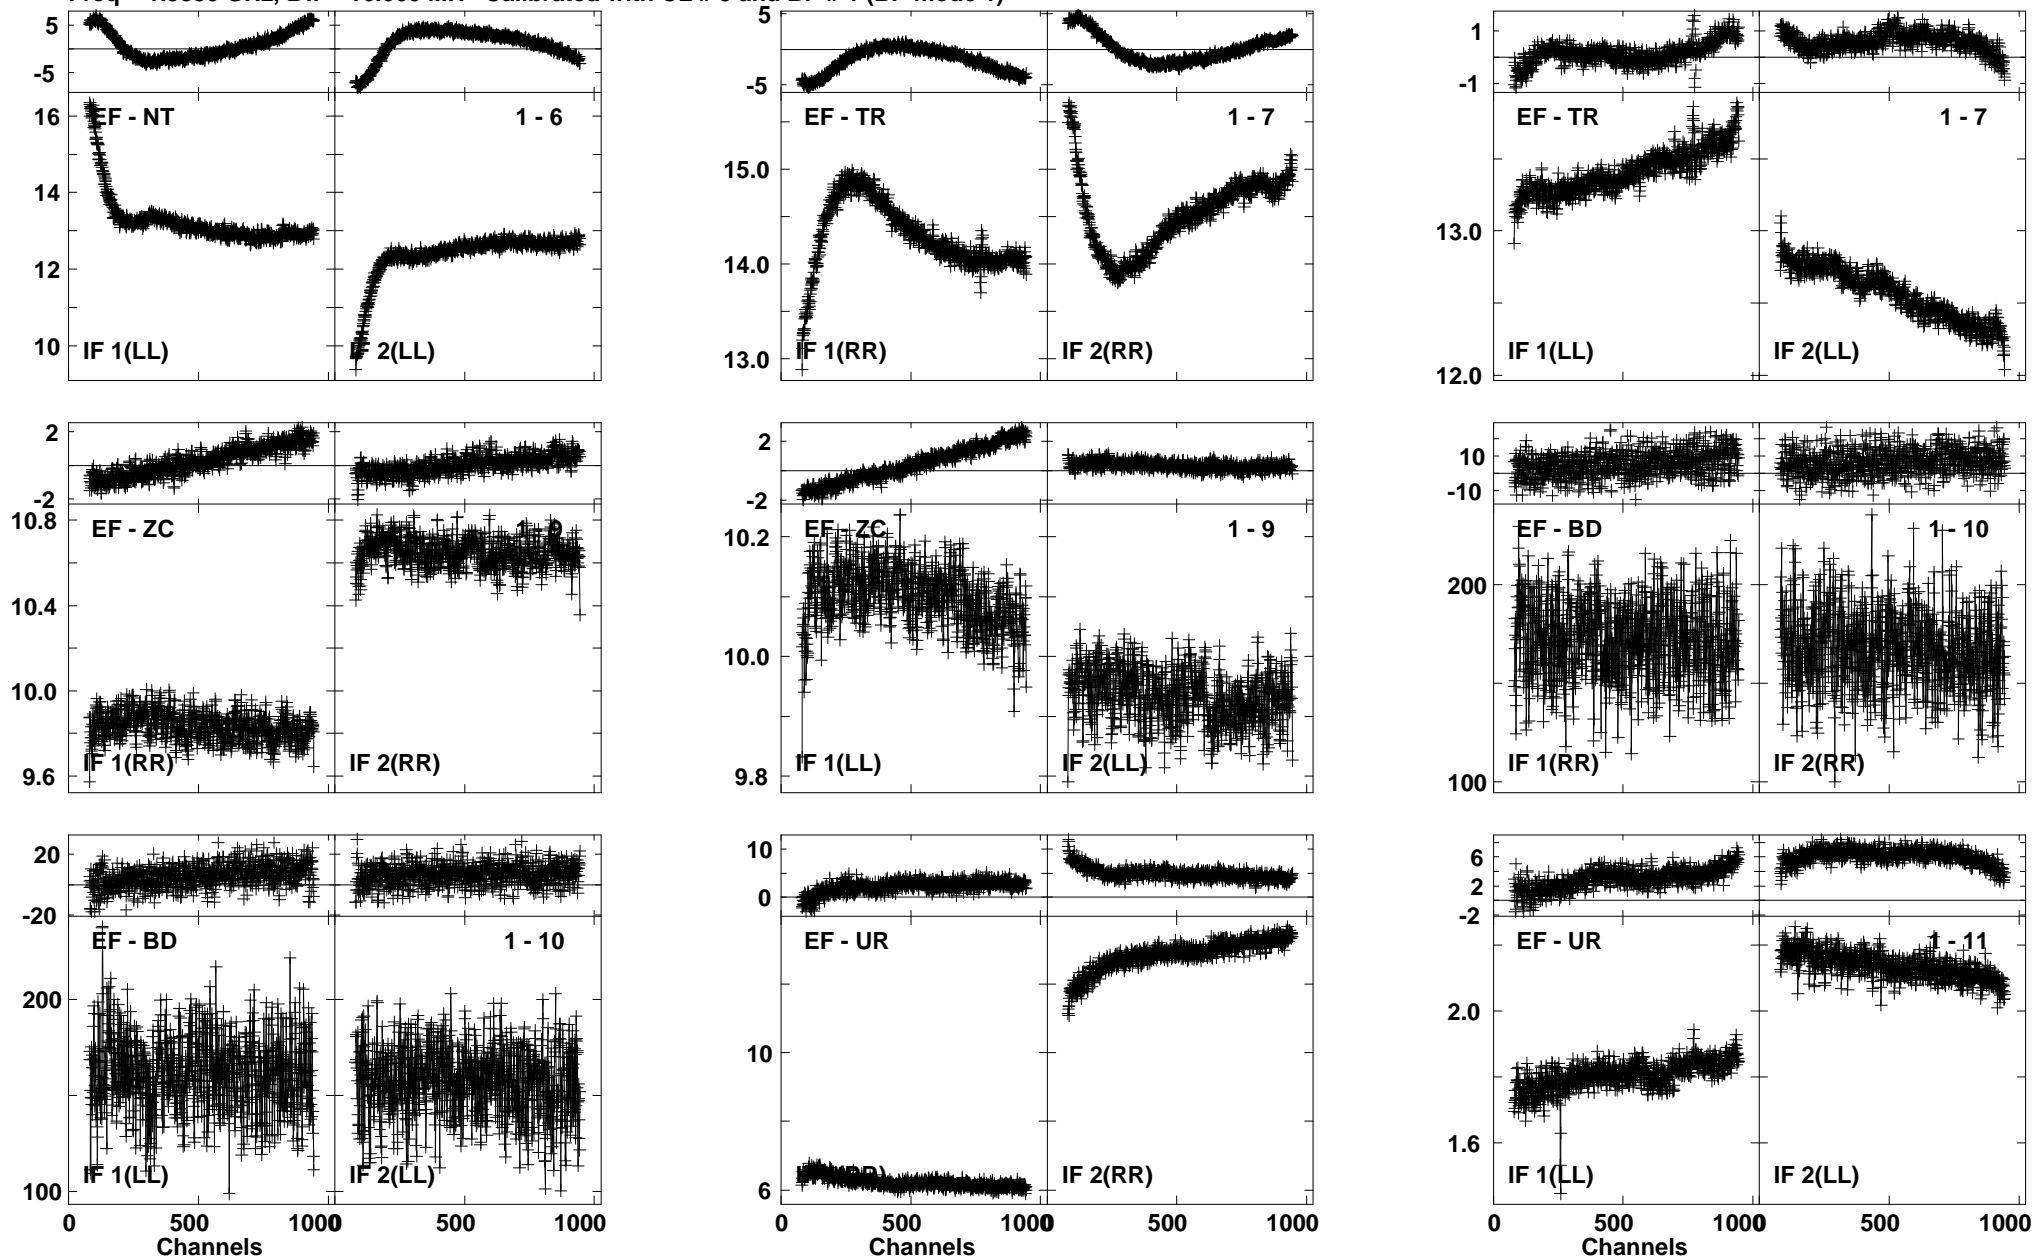 5
-5
EF - NT
1 - 6
16
14
12
10
IF 1(LL)
IF 2(LL)
5
-5
EF - TR
1 - 7
15.0
14.0
13.0
IF 1(RR)
IF 2(RR)
1
-1
EF - TR
1 - 7
13.0
12.0
IF 1(LL)
IF 2(LL)
2
-2
EF - ZC
1 - 9
10.8
10.4
10.0
9.6
IF 1(RR)
IF 2(RR)
2
-2
EF - ZC
1 - 9
10.2
10.0
9.8
IF 1(LL)
IF 2(LL)
10
-10
EF - BD
1 - 10
200
100
IF 1(RR)
IF 2(RR)
20
-20
EF - BD
1 - 10
200
100
IF 1(LL)
IF 2(LL)
0 500 1000 0 500 1000
Channels
10
0
EF - UR
10
6
IF 2(RR)
0 500 1000 0 500 1000
Channels
6
2
-2
EF - UR
1 - 11
2.0
1.6
IF 1(LL)
IF 2(LL)
0 500 1000 0 500 1000
Channels